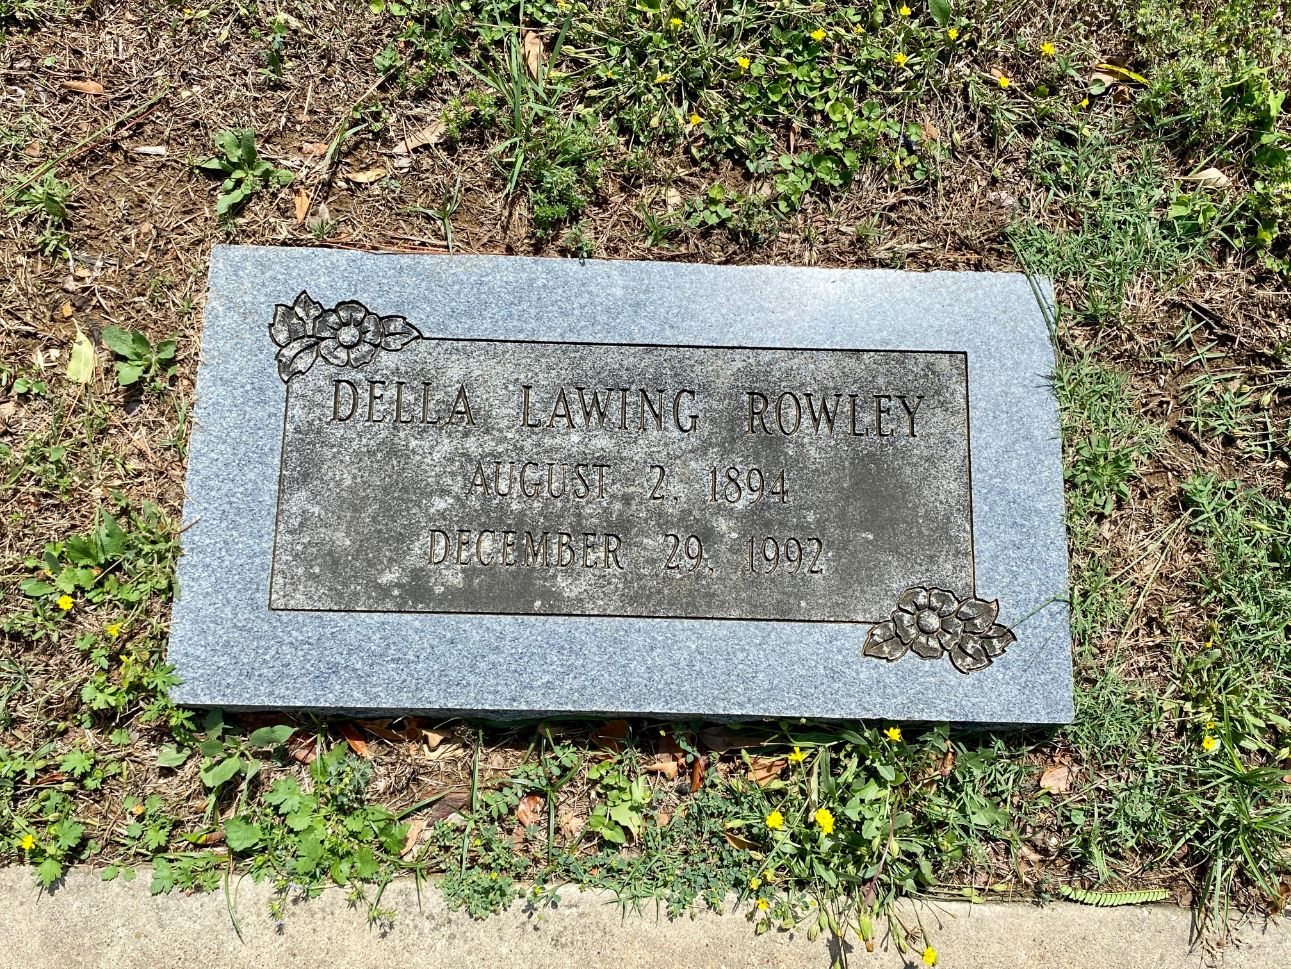 DELLA LAWING ROWLEY
AUGUST 2, 1894
DECEMBER 29, 1992